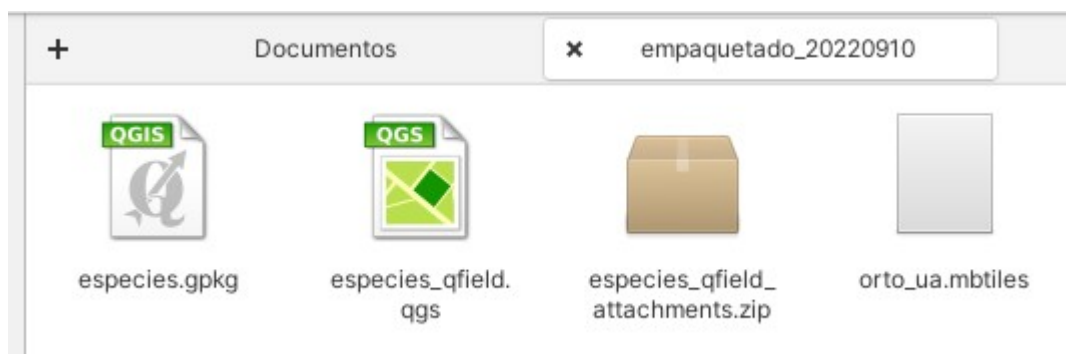 + Documentos × empaquetado_20220910
QGIS QGS
especies.gpkg especies_qfield. especies_qfield_ orto_ua.mbtiles
qgs attachments.zip